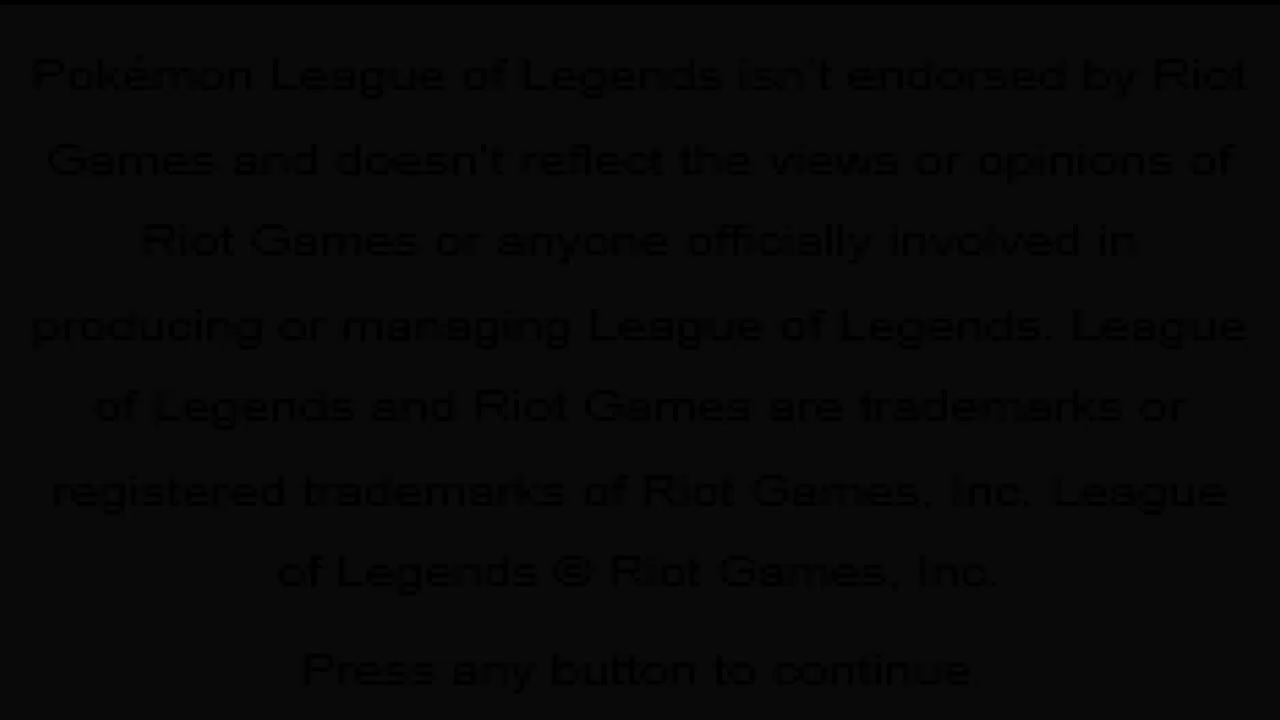 Pokémon League of Legends isn't endorsed by Riot
Games and doesn't reflect the views or opinions of
Riot Games or anyone officially involved in
producing or managing League of Legends. League
of Legends and Riot Games are trademarks or
registered trademarks of Riot Games, Inc. League
of Legends © Riot Games, Inc.
Press any button to continue.